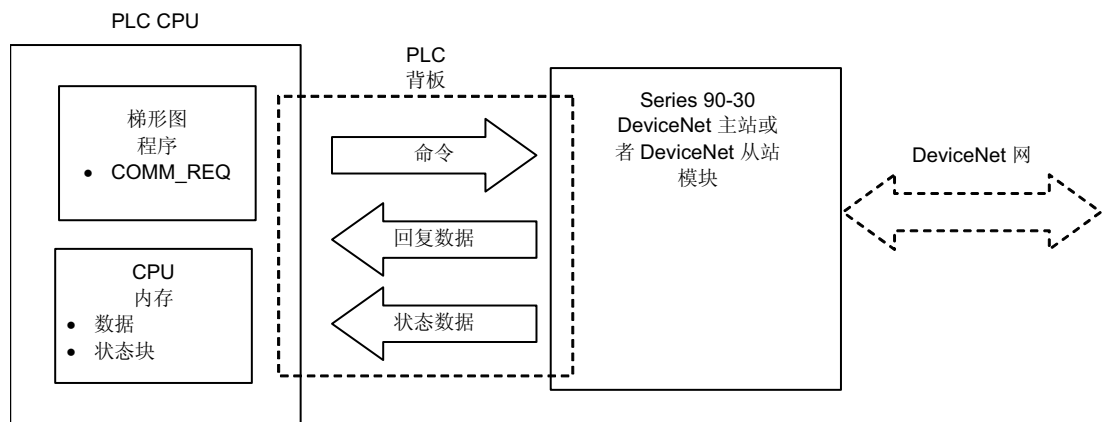 PLC CPU
梯形图
程序
• COMM_REQ
CPU
内存
• 数据
• 状态块
PLC
背板
命令
回复数据
状态数据
Series 90-30
DeviceNet 主站或
者 DeviceNet 从站
模块
DeviceNet 网